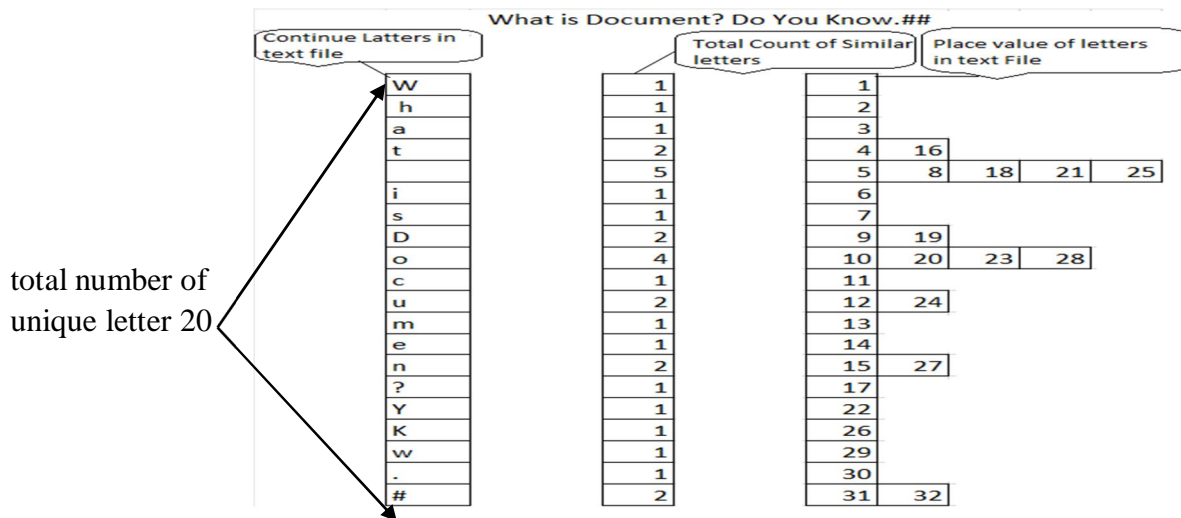 What is Document? Do You Know.##
Continue Latters in
text file
Total Count of Similar
letters
Place value of letters
in text File
W 1 1
h 1 2
a 1 3
t 2 4 16
5 5 8 18 21 25
i 1 6
s 1 7
D 2 9 19
o 4 10 20 23 28
c 1 11
u 2 12 24
m 1 13
e 1 14
n 2 15 27
? 1 17
Y 1 22
K 1 26
w 1 29
. 1 30
# 2 31 32
total number of
unique letter 20